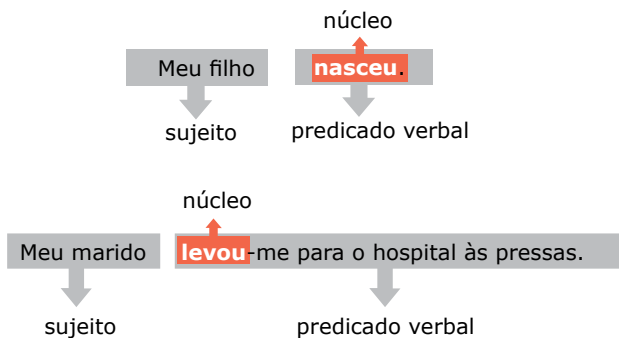 núcleo
Meu filho nasceu.
sujeito predicado verbal
núcleo
Meu marido levou-me para o hospital às pressas.
sujeito predicado verbal